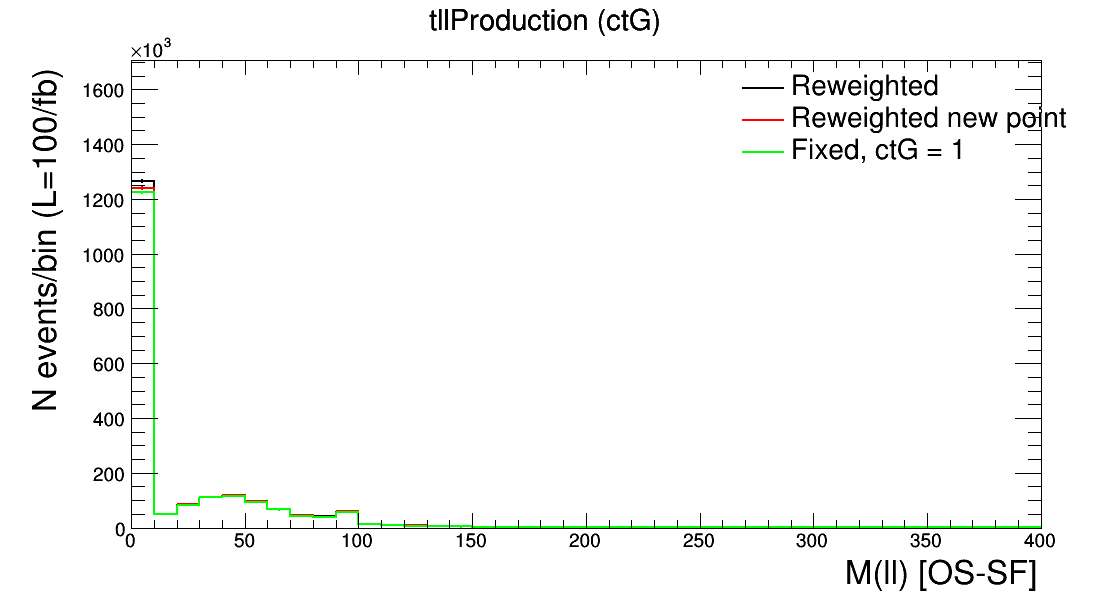 tllProduction (ctG)
×10³
N events/bin (L=100/fb)
1600
1400
1200
1000
800
600
400
200
0
Reweighted
Reweighted new point
Fixed, ctG = 1
0 50 100 150 200 250 300 350 400
M(ll) [OS-SF]